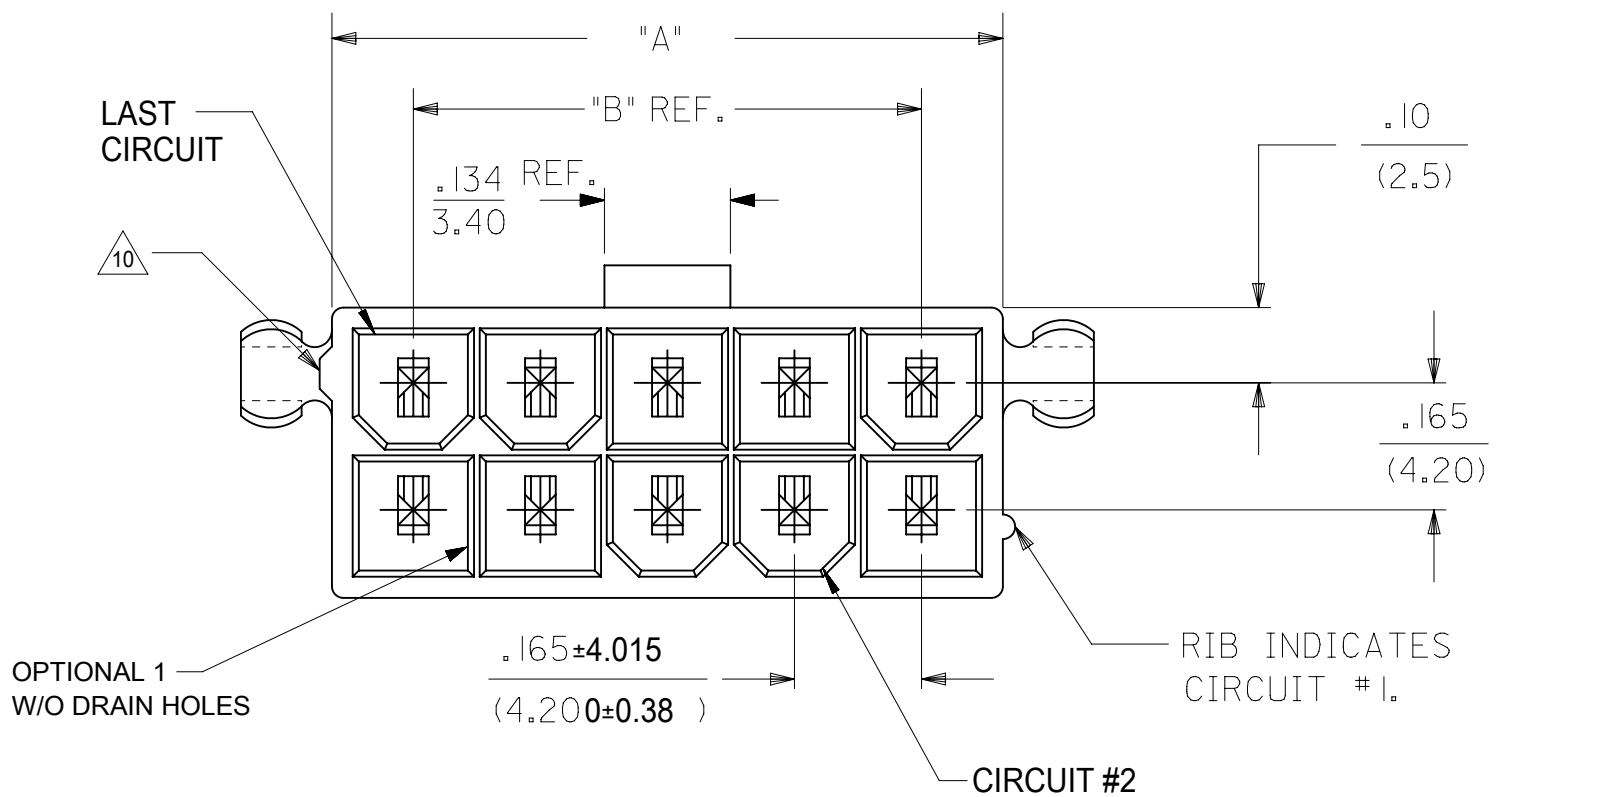 "A"
LAST
CIRCUIT
"B" REF.
.10
(2.5)
.134 REF.
3.40
10
.165
(4.20)
.165±4.015
(4.200±0.38 )
RIB INDICATES
CIRCUIT #1.
OPTIONAL 1
W/O DRAIN HOLES
CIRCUIT #2